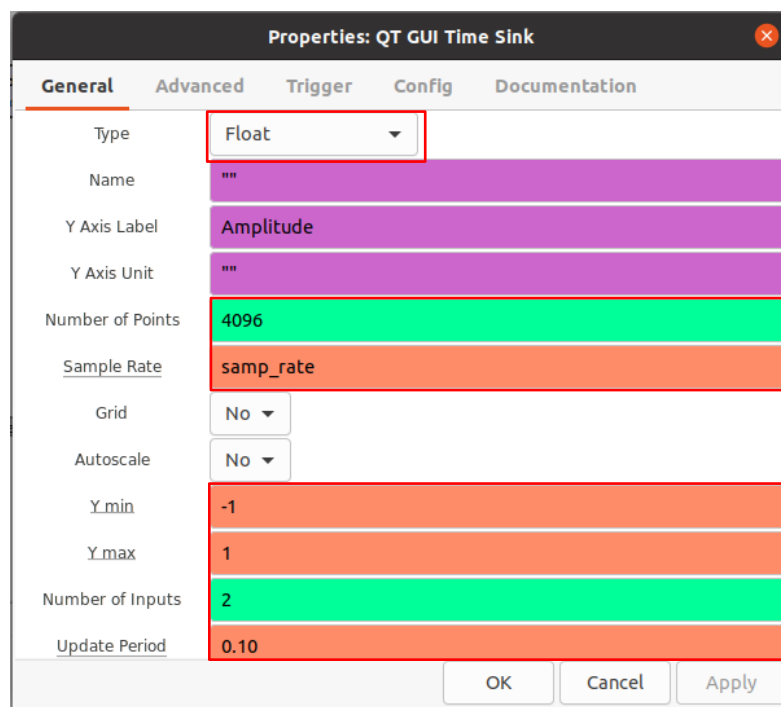 Properties: QT GUI Time Sink
General Advanced Trigger Config Documentation
Type Float
Name ""
Y Axis Label Amplitude
Y Axis Unit ""
Number of Points 4096
Sample Rate samp_rate
Grid No
Autoscale No
Y min -1
Y max 1
Number of Inputs 2
Update Period 0.10
OK Cancel Apply